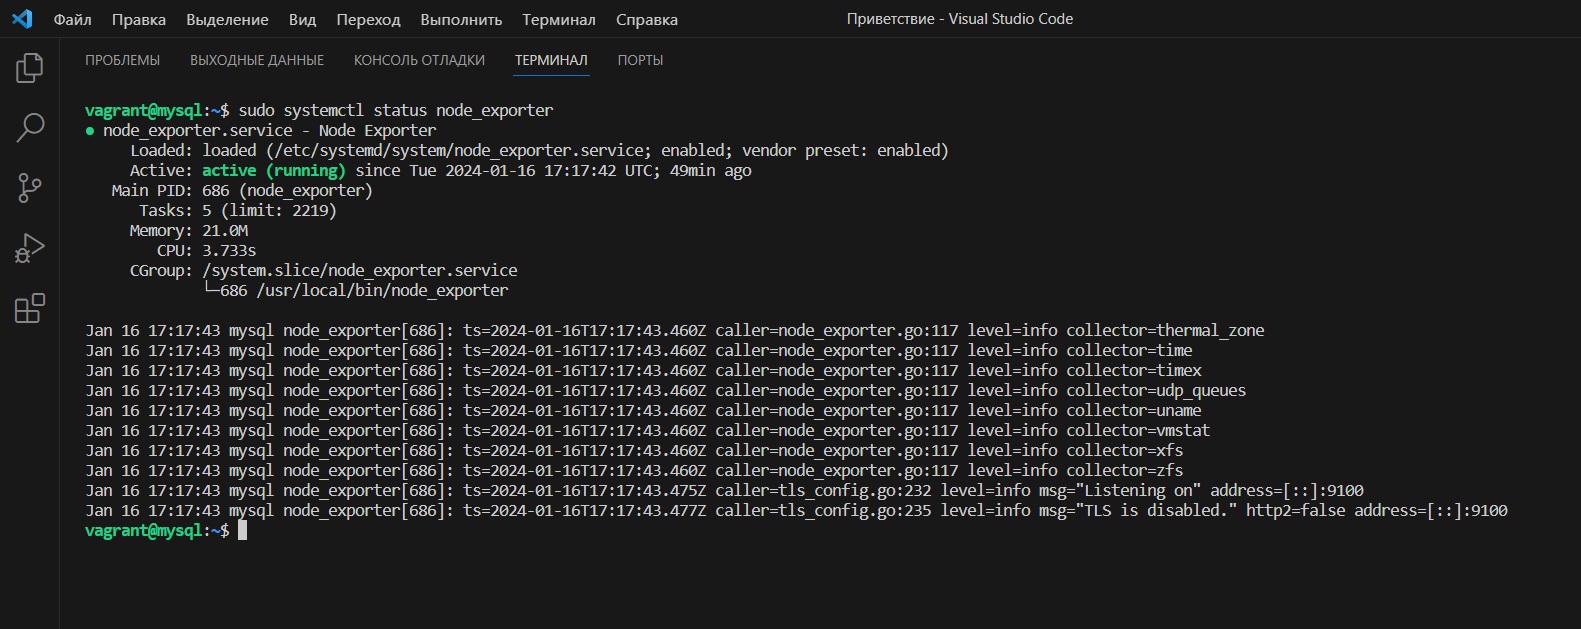 Файл Правка Выделение Вид Переход Выполнить Терминал Справка Приветствие - Visual Studio Code
ПРОБЛЕМЫ ВЫХОДНЫЕ ДАННЫЕ КОНСОЛЬ ОТЛАДКИ ТЕРМИНАЛ ПОРТЫ
vagrant@mysql:~$ sudo systemctl status node_exporter
● node_exporter.service - Node Exporter
Loaded: loaded (/etc/systemd/system/node_exporter.service; enabled; vendor preset: enabled)
Active: active (running) since Tue 2024-01-16 17:17:42 UTC; 49min ago
Main PID: 686 (node_exporter)
Tasks: 5 (limit: 2219)
Memory: 21.0M
CPU: 3.733s
CGroup: /system.slice/node_exporter.service
└─686 /usr/local/bin/node_exporter
Jan 16 17:17:43 mysql node_exporter[686]: ts=2024-01-16T17:17:43.460Z caller=node_exporter.go:117 level=info collector=thermal_zone
Jan 16 17:17:43 mysql node_exporter[686]: ts=2024-01-16T17:17:43.460Z caller=node_exporter.go:117 level=info collector=time
Jan 16 17:17:43 mysql node_exporter[686]: ts=2024-01-16T17:17:43.460Z caller=node_exporter.go:117 level=info collector=timex
Jan 16 17:17:43 mysql node_exporter[686]: ts=2024-01-16T17:17:43.460Z caller=node_exporter.go:117 level=info collector=udp_queues
Jan 16 17:17:43 mysql node_exporter[686]: ts=2024-01-16T17:17:43.460Z caller=node_exporter.go:117 level=info collector=uname
Jan 16 17:17:43 mysql node_exporter[686]: ts=2024-01-16T17:17:43.460Z caller=node_exporter.go:117 level=info collector=vmstat
Jan 16 17:17:43 mysql node_exporter[686]: ts=2024-01-16T17:17:43.460Z caller=node_exporter.go:117 level=info collector=xfs
Jan 16 17:17:43 mysql node_exporter[686]: ts=2024-01-16T17:17:43.460Z caller=node_exporter.go:117 level=info collector=zfs
Jan 16 17:17:43 mysql node_exporter[686]: ts=2024-01-16T17:17:43.475Z caller=tls_config.go:232 level=info msg="Listening on" address=[::]:9100
Jan 16 17:17:43 mysql node_exporter[686]: ts=2024-01-16T17:17:43.477Z caller=tls_config.go:235 level=info msg="TLS is disabled." http2=false address=[::]:9100
vagrant@mysql:~$